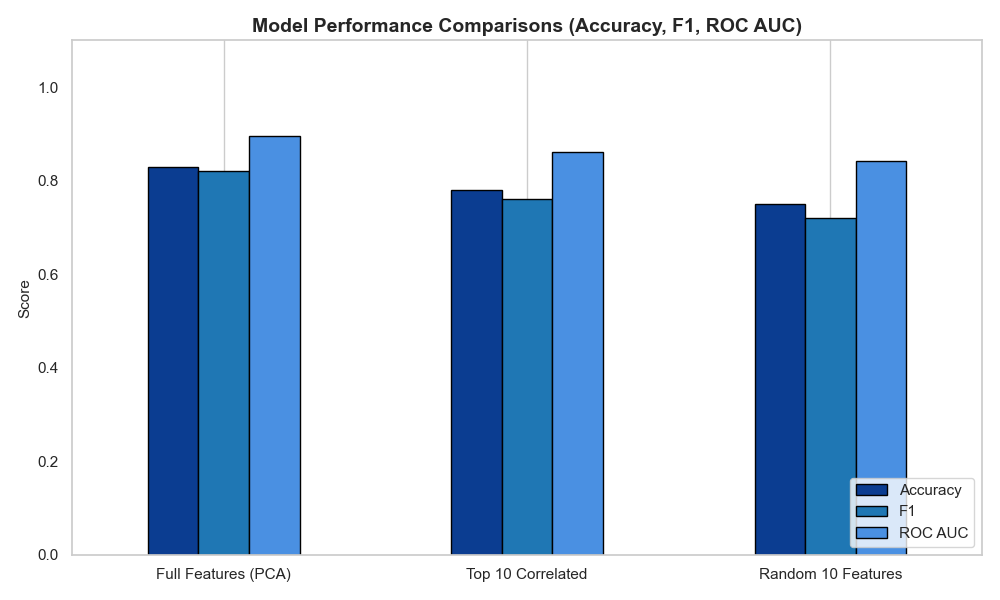 Model Performance Comparisons (Accuracy, F1, ROC AUC)
1.0
0.8
0.6
0.4
0.2
0.0
Score
Accuracy
F1
ROC AUC
Full Features (PCA)
Top 10 Correlated
Random 10 Features